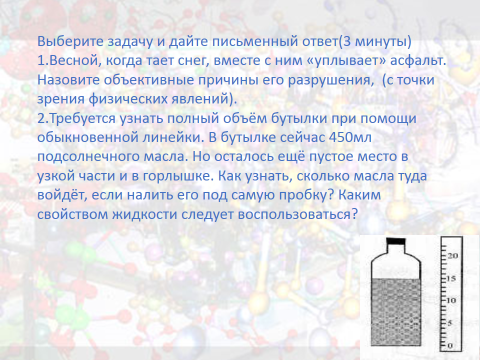 Выберите задачу и дайте письменный ответ(3 минуты)
1.Весной, когда тает снег, вместе с ним «уплывает» асфальт.
Назовите объективные причины его разрушения,  (с точки
зрения физических явлений).
2.Требуется узнать полный объём бутылки при помощи
обыкновенной линейки. В бутылке сейчас 450мл
подсолнечного масла. Но осталось ещё пустое место в
узкой части и в горлышке. Как узнать, сколько масла туда
войдёт, если налить его под самую пробку? Каким
свойством жидкости следует воспользоваться?
20
15
10
5
0